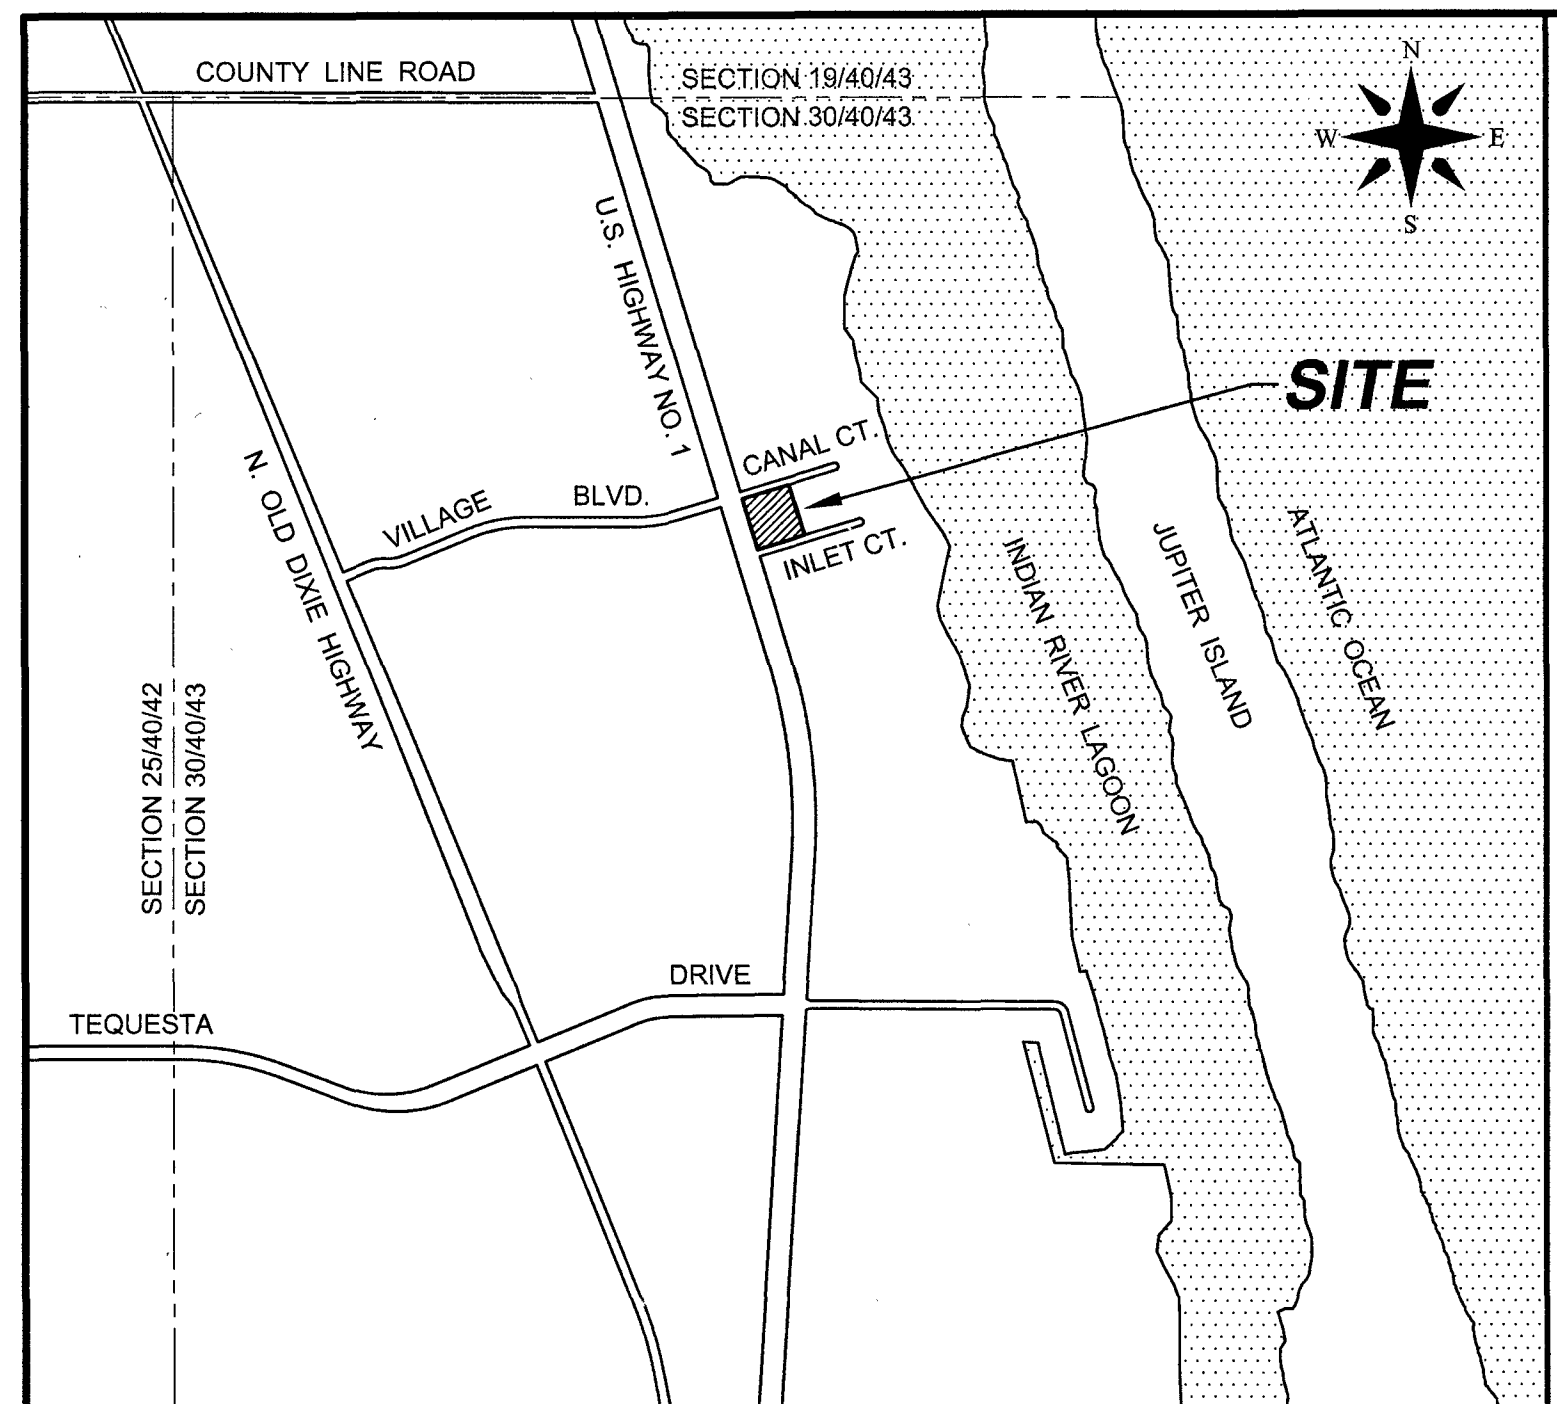 COUNTY LINE ROAD
SECTION 19/40/43
SECTION 30/40/43
N
W
E
S
U.S. HIGHWAY NO. 1
SITE
CANAL CT.
VILLAGE BLVD.
INLET CT.
N. OLD DIXIE HIGHWAY
INDIAN RIVER LAGOON
JUPITER ISLAND
ATLANTIC OCEAN
SECTION 25/40/42
SECTION 30/40/43
TEQUESTA DRIVE